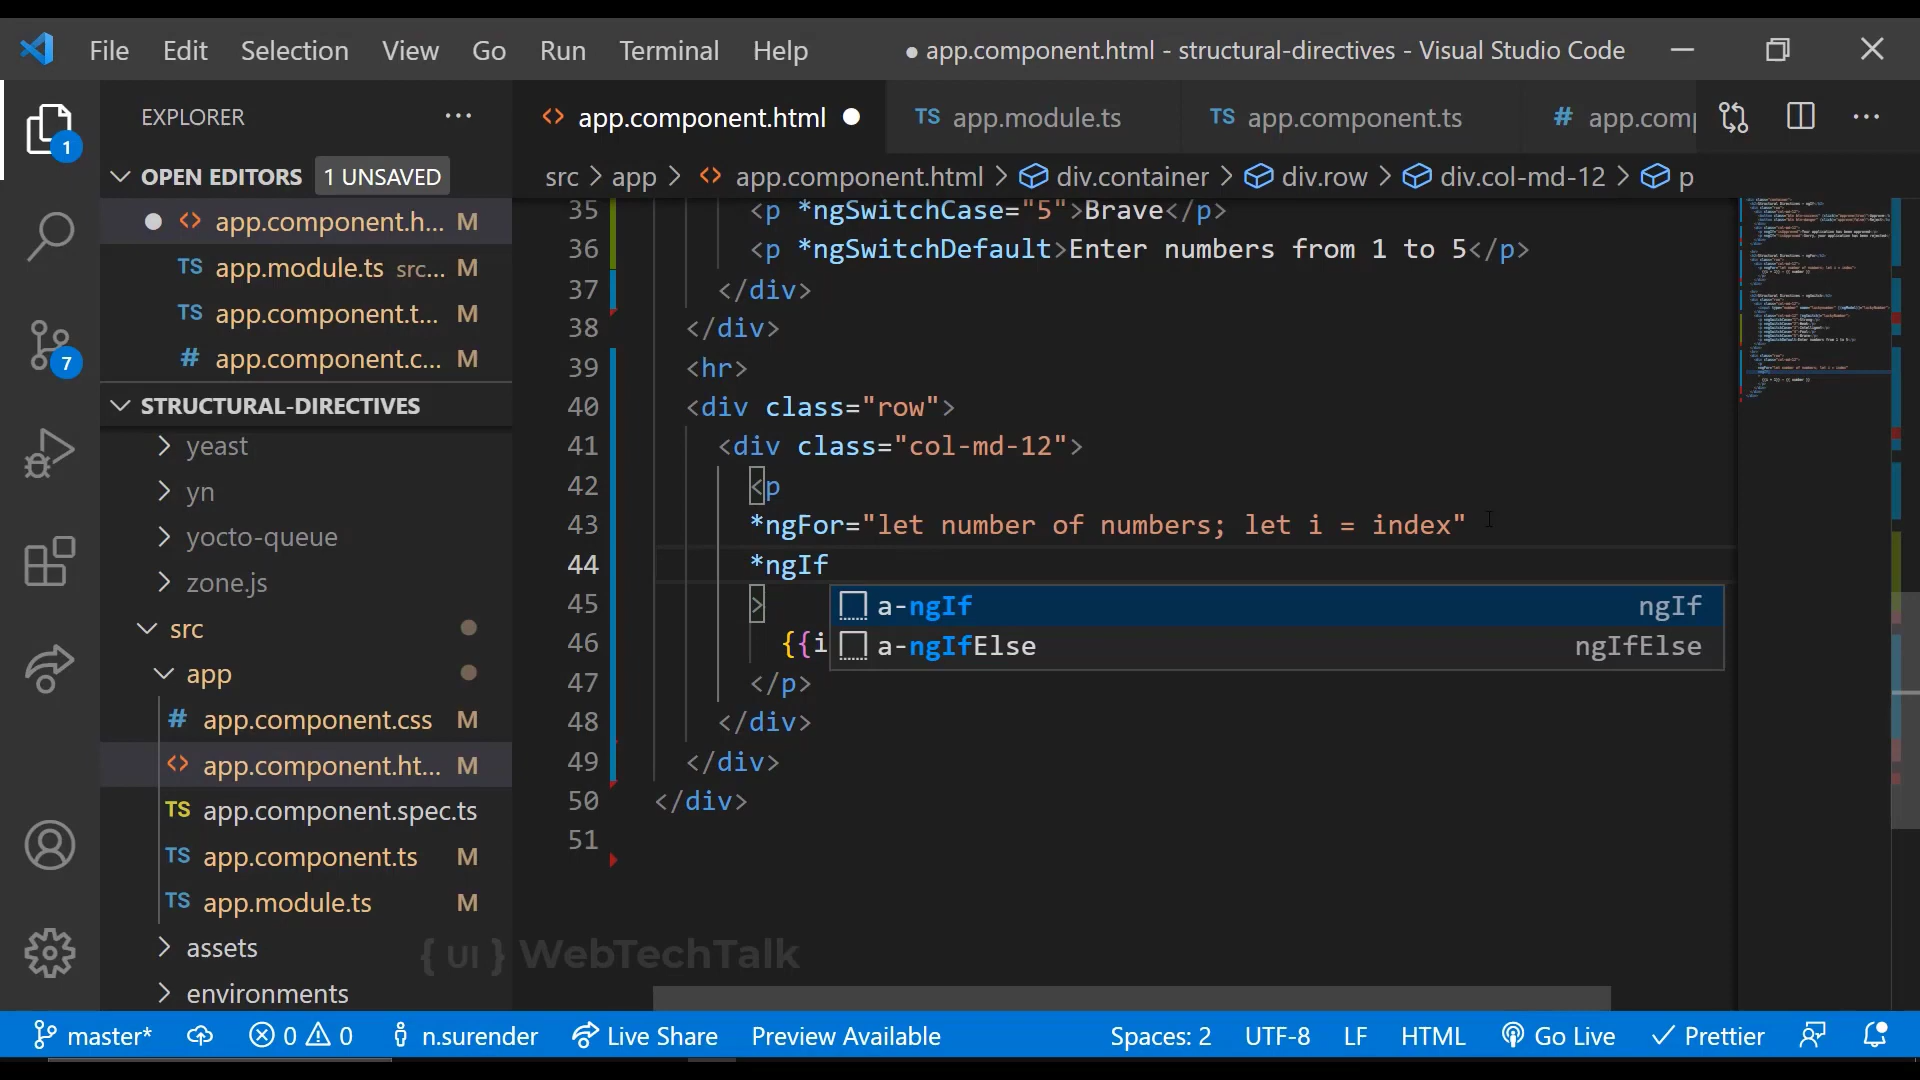 File Edit Selection View Go Run Terminal Help ● app.component.html - structural-directives - Visual Studio Code
EXPLORER ...
app.component.html TS app.module.ts TS app.component.ts # app.comp
OPEN EDITORS 1 UNSAVED
src > app > app.component.html > div.container > div.row > div.col-md-12 > p
app.component.h... M
TS app.module.ts src... M
TS app.component.t... M
# app.component.c... M
STRUCTURAL-DIRECTIVES
yeast
yn
yocto-queue
zone.js
src
app
# app.component.css M
app.component.ht... M
TS app.component.spec.ts
TS app.component.ts M
TS app.module.ts M
assets
environments
1
7
35 <p *ngSwitchCase="5">Brave</p>
36 <p *ngSwitchDefault>Enter numbers from 1 to 5</p>
37 </div>
38 </div>
39 <hr>
40 <div class="row">
41 <div class="col-md-12">
42 <p
43 *ngFor="let number of numbers; let i = index"
44 *ngIf
45 >
46 {{i
47 </p>
48 </div>
49 </div>
50 </div>
51
a-ngIf ngIf
a-ngIfElse ngIfElse
{ UI } WebTechTalk
master* 0 0 n.surender Live Share Preview Available Spaces: 2 UTF-8 LF HTML Go Live Prettier